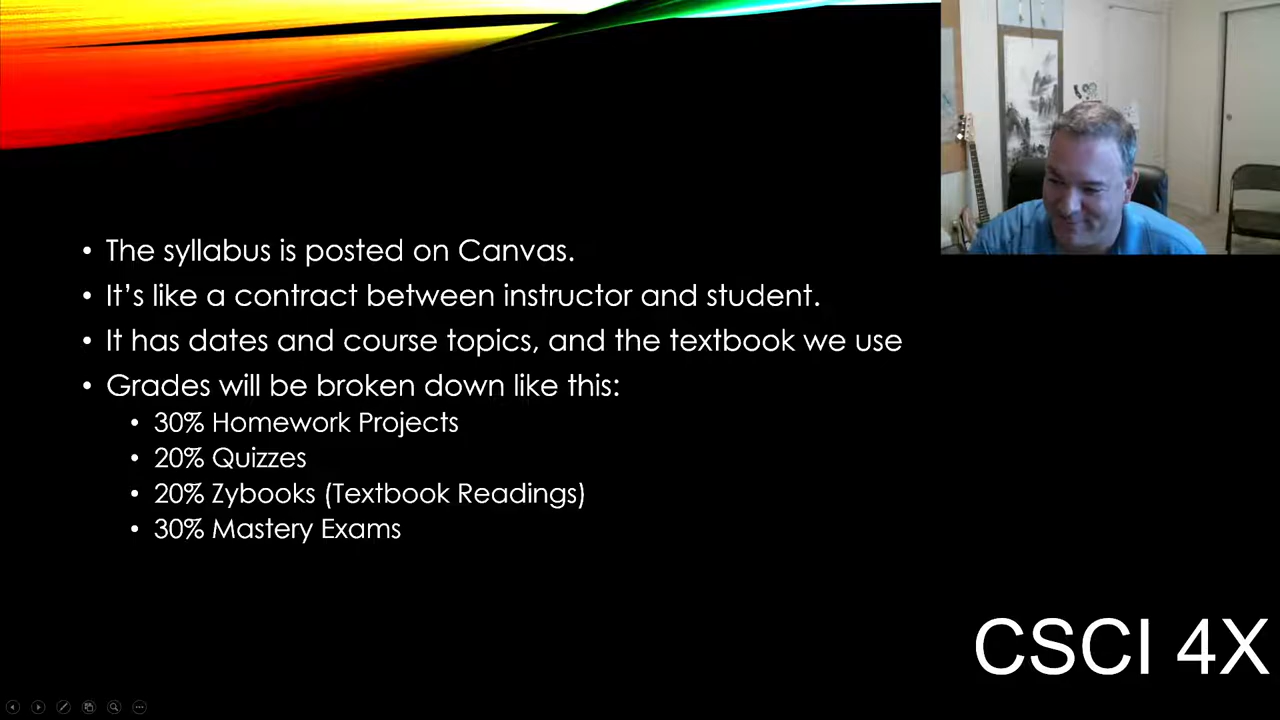 • The syllabus is posted on Canvas.
• It’s like a contract between instructor and student.
• It has dates and course topics, and the textbook we use
• Grades will be broken down like this:
• 30% Homework Projects
• 20% Quizzes
• 20% Zybooks (Textbook Readings)
• 30% Mastery Exams
CSCI 4X